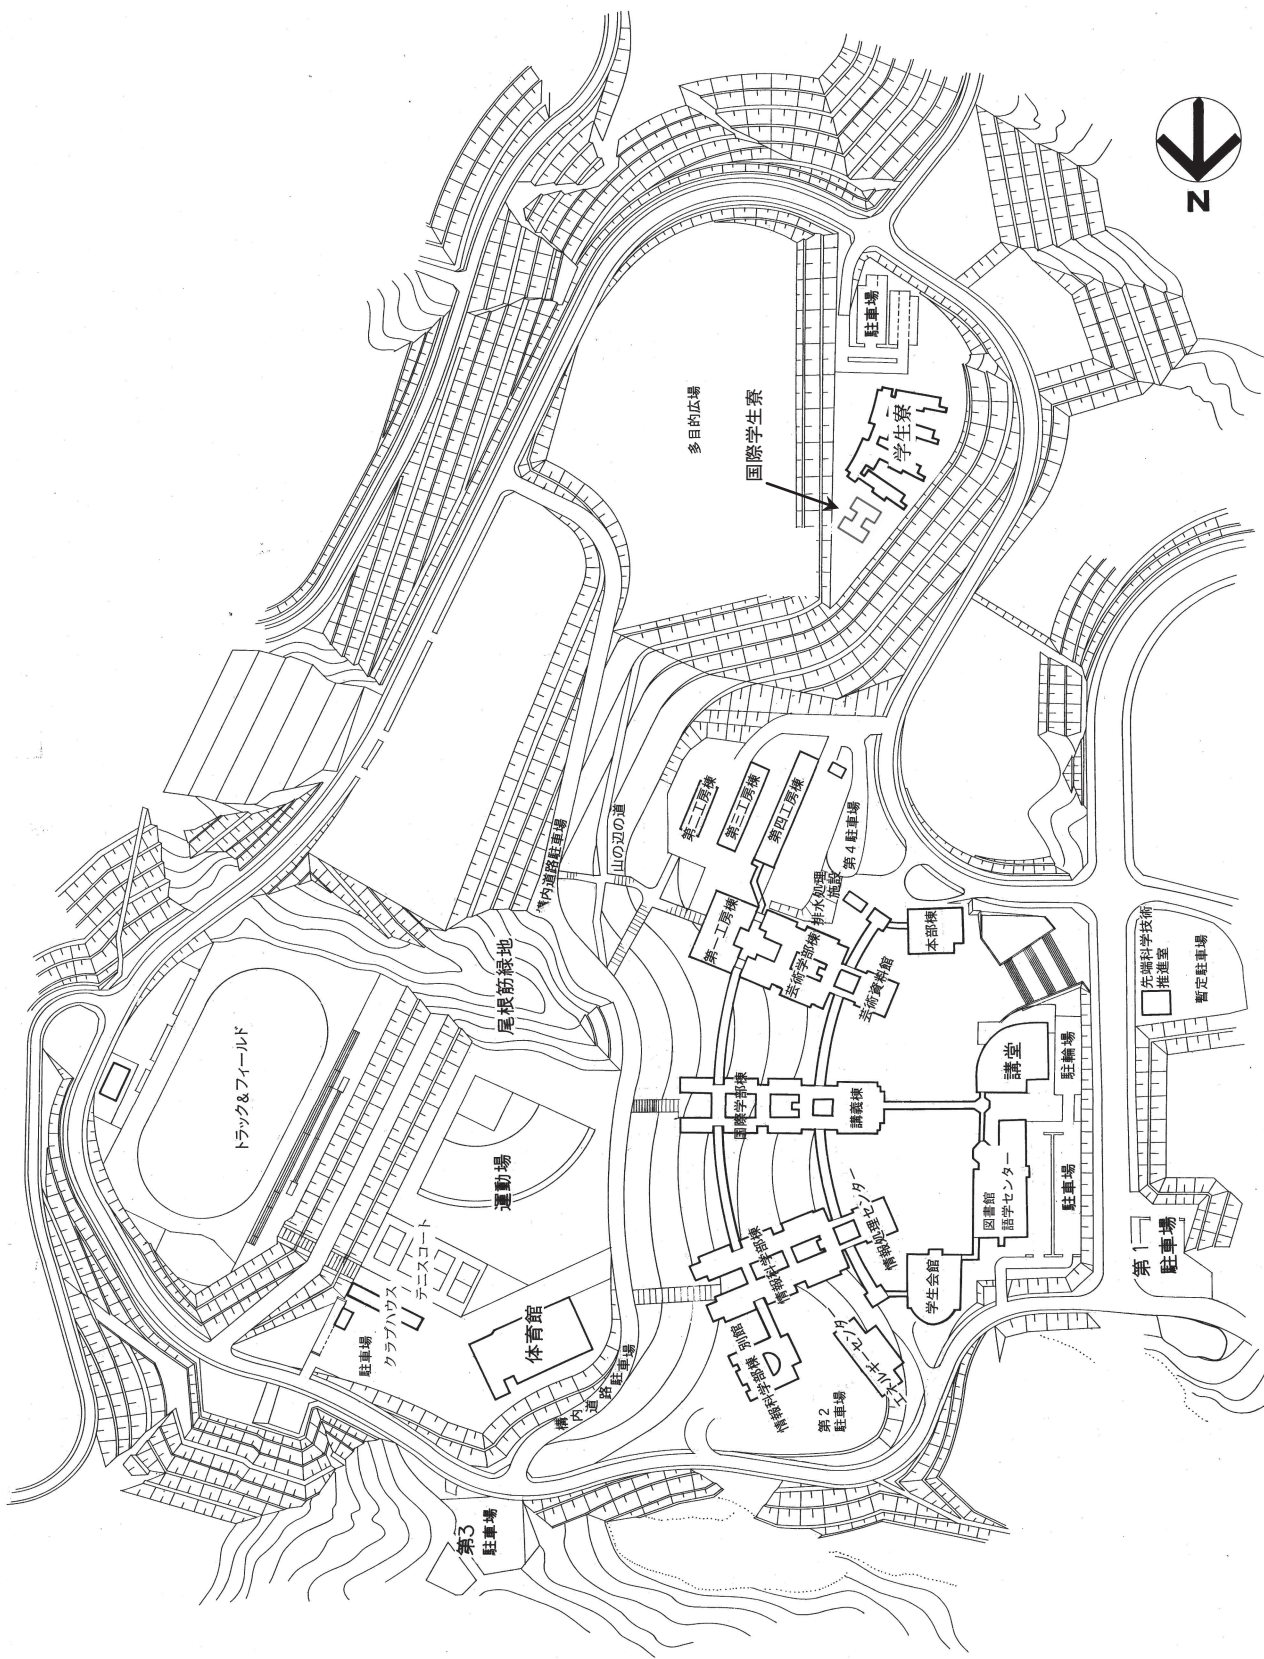 N
トラック&フィールド
尾根筋緑地
運動場
テニスコート
クラブハウス
駐車場
体育館
構内道路駐車場
第3
駐車場
構内道路駐車場
山の辺の道
多目的広場
国際学生寮
学生寮
駐車場
第二工房棟
第三工房棟
第四工房棟
第4駐車場
排水処理
施設
第一工房棟
芸術学部棟
芸術資料館
本部棟
国際学部棟
講義棟
講堂
駐輪場
図書館
語学センター
駐車場
情報科学部棟
情報処理センター
学生会館
情報科学部棟 別館
エネルギーセンター
第2
駐車場
第1
駐車場
先端科学技術
推進室
暫定駐車場